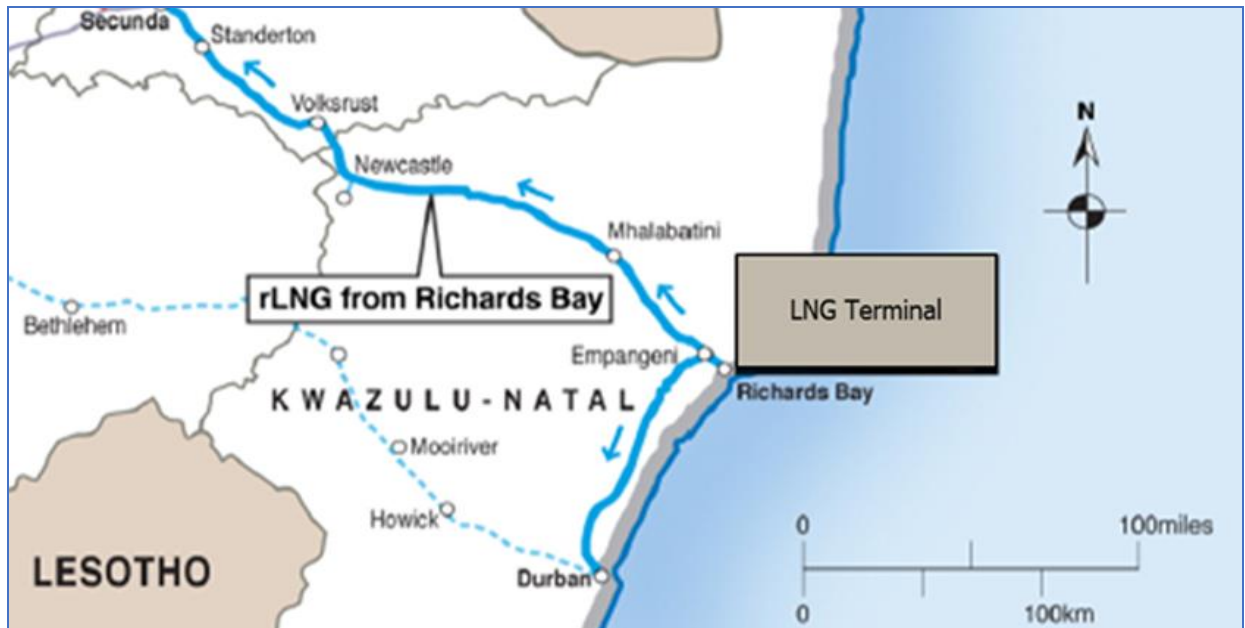 Secunda
Standerton
Volksrust
Newcastle
N
Mhalabatini
rLNG from Richards Bay
LNG Terminal
Bethlehem
Empangeni
Richards Bay
KWAZULU-NATAL
Mooiriver
Howick
0 100miles
LESOTHO
Durban
0 100km